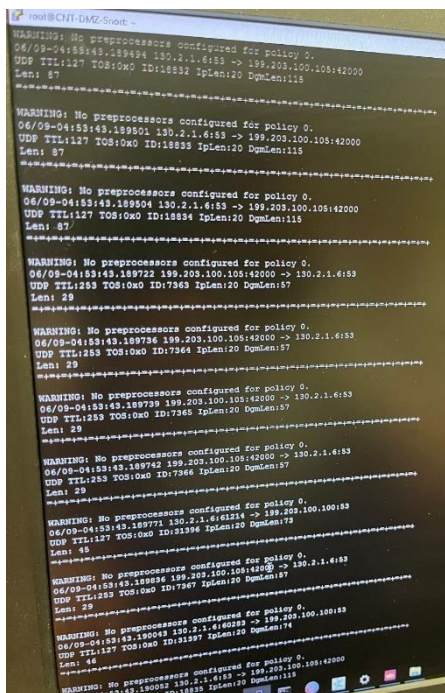 root@CNT-DMZ-Snort: ~
WARNING: No preprocessors configured for policy 0.
06/09-04:53:43.189494 130.2.1.6:53 -> 199.203.100.105:42000
UDP TTL:127 TOS:0x0 ID:18832 IpLen:20 DgmLen:115
Len: 87
=+=+=+=+=+=+=+=+=+=+=+=+=+=+=+=+=+=+=+=+=+=+=+=+=+=+=+=+=+=+=+=+=+=+=+=+=+
WARNING: No preprocessors configured for policy 0.
06/09-04:53:43.189501 130.2.1.6:53 -> 199.203.100.105:42000
UDP TTL:127 TOS:0x0 ID:18833 IpLen:20 DgmLen:115
Len: 87
=+=+=+=+=+=+=+=+=+=+=+=+=+=+=+=+=+=+=+=+=+=+=+=+=+=+=+=+=+=+=+=+=+=+=+=+=+
WARNING: No preprocessors configured for policy 0.
06/09-04:53:43.189504 130.2.1.6:53 -> 199.203.100.105:42000
UDP TTL:127 TOS:0x0 ID:18834 IpLen:20 DgmLen:115
Len: 87
=+=+=+=+=+=+=+=+=+=+=+=+=+=+=+=+=+=+=+=+=+=+=+=+=+=+=+=+=+=+=+=+=+=+=+=+=+
WARNING: No preprocessors configured for policy 0.
06/09-04:53:43.189722 199.203.100.105:42000 -> 130.2.1.6:53
UDP TTL:253 TOS:0x0 ID:7363 IpLen:20 DgmLen:57
Len: 29
=+=+=+=+=+=+=+=+=+=+=+=+=+=+=+=+=+=+=+=+=+=+=+=+=+=+=+=+=+=+=+=+=+=+=+=+=+
WARNING: No preprocessors configured for policy 0.
06/09-04:53:43.189736 199.203.100.105:42000 -> 130.2.1.6:53
UDP TTL:253 TOS:0x0 ID:7364 IpLen:20 DgmLen:57
Len: 29
=+=+=+=+=+=+=+=+=+=+=+=+=+=+=+=+=+=+=+=+=+=+=+=+=+=+=+=+=+=+=+=+=+=+=+=+=+
WARNING: No preprocessors configured for policy 0.
06/09-04:53:43.189739 199.203.100.105:42000 -> 130.2.1.6:53
UDP TTL:253 TOS:0x0 ID:7365 IpLen:20 DgmLen:57
Len: 29
=+=+=+=+=+=+=+=+=+=+=+=+=+=+=+=+=+=+=+=+=+=+=+=+=+=+=+=+=+=+=+=+=+=+=+=+=+
WARNING: No preprocessors configured for policy 0.
06/09-04:53:43.189742 199.203.100.105:42000 -> 130.2.1.6:53
UDP TTL:253 TOS:0x0 ID:7366 IpLen:20 DgmLen:57
Len: 29
=+=+=+=+=+=+=+=+=+=+=+=+=+=+=+=+=+=+=+=+=+=+=+=+=+=+=+=+=+=+=+=+=+=+=+=+=+
WARNING: No preprocessors configured for policy 0.
06/09-04:53:43.189771 130.2.1.6:61214 -> 199.203.100.100:53
UDP TTL:127 TOS:0x0 ID:31396 IpLen:20 DgmLen:73
Len: 45
=+=+=+=+=+=+=+=+=+=+=+=+=+=+=+=+=+=+=+=+=+=+=+=+=+=+=+=+=+=+=+=+=+=+=+=+=+
WARNING: No preprocessors configured for policy 0.
06/09-04:53:43.189836 199.203.100.105:42000 -> 130.2.1.6:53
UDP TTL:253 TOS:0x0 ID:7367 IpLen:20 DgmLen:57
Len: 29
=+=+=+=+=+=+=+=+=+=+=+=+=+=+=+=+=+=+=+=+=+=+=+=+=+=+=+=+=+=+=+=+=+=+=+=+=+
WARNING: No preprocessors configured for policy 0.
06/09-04:53:43.190043 130.2.1.6:60283 -> 199.203.100.100:53
UDP TTL:127 TOS:0x0 ID:31397 IpLen:20 DgmLen:74
Len: 46
=+=+=+=+=+=+=+=+=+=+=+=+=+=+=+=+=+=+=+=+=+=+=+=+=+=+=+=+=+=+=+=+=+=+=+=+=+
WARNING: No preprocessors configured for policy 0.
06/09-04:53:43.190052 130.2.1.6:53 -> 199.203.100.105:42000
ID:18835 IpLen:20 DgmLen:115